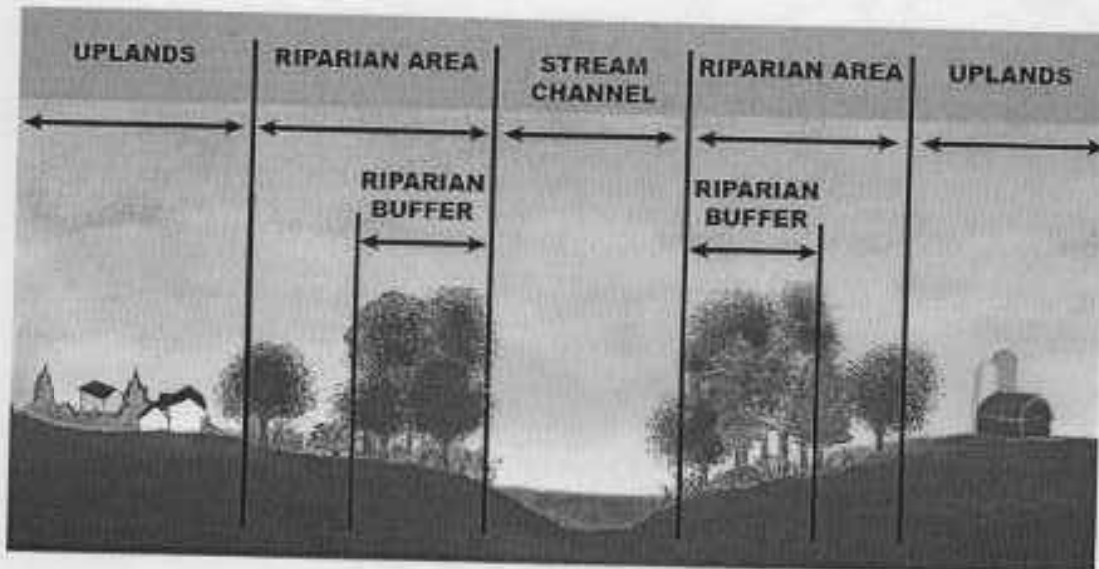 UPLANDS
RIPARIAN AREA
STREAM
CHANNEL
RIPARIAN AREA
UPLANDS
RIPARIAN
BUFFER
RIPARIAN
BUFFER